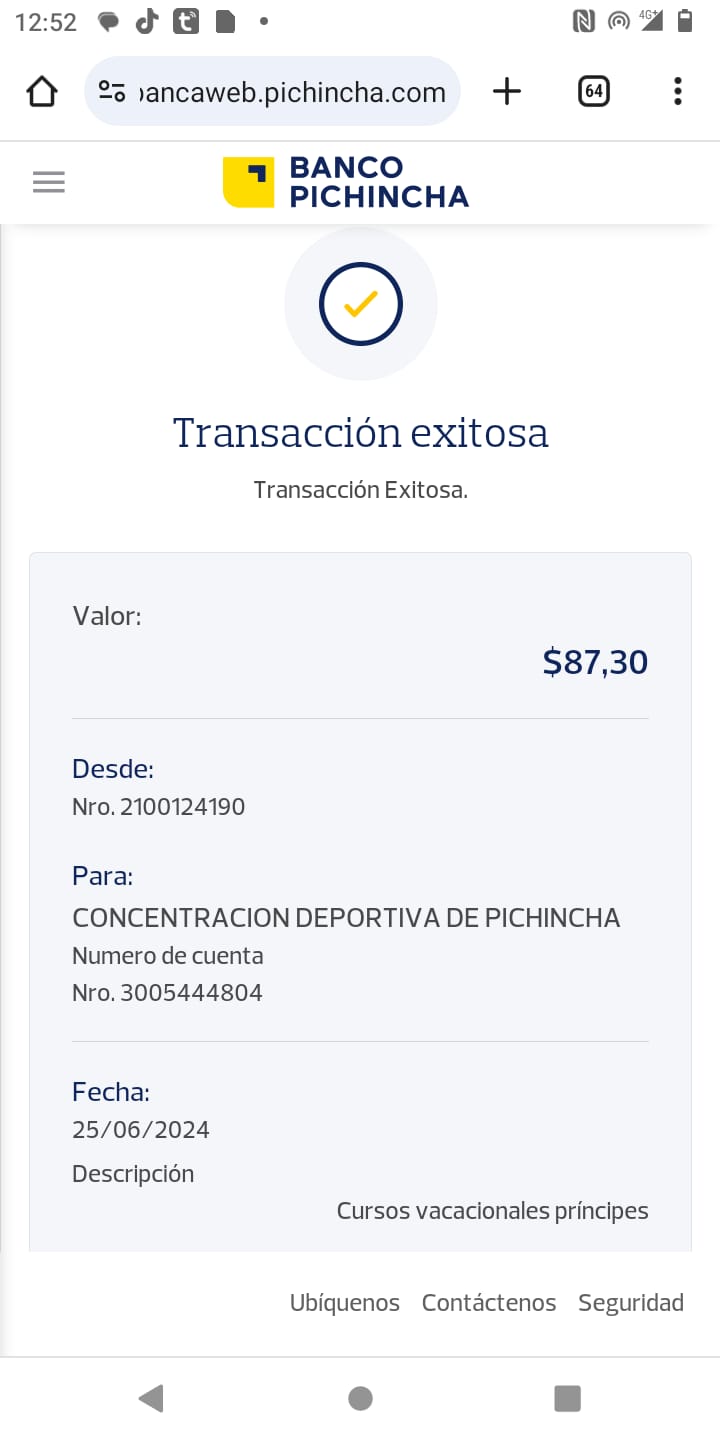 12:52
4G+
bancaweb.pichincha.com
64
BANCO
PICHINCHA
Transacción exitosa
Transacción Exitosa.
Valor:
$87,30
Desde:
Nro. 2100124190
Para:
CONCENTRACION DEPORTIVA DE PICHINCHA
Numero de cuenta
Nro. 3005444804
Fecha:
25/06/2024
Descripción
Cursos vacacionales príncipes
Ubíquenos Contáctenos Seguridad